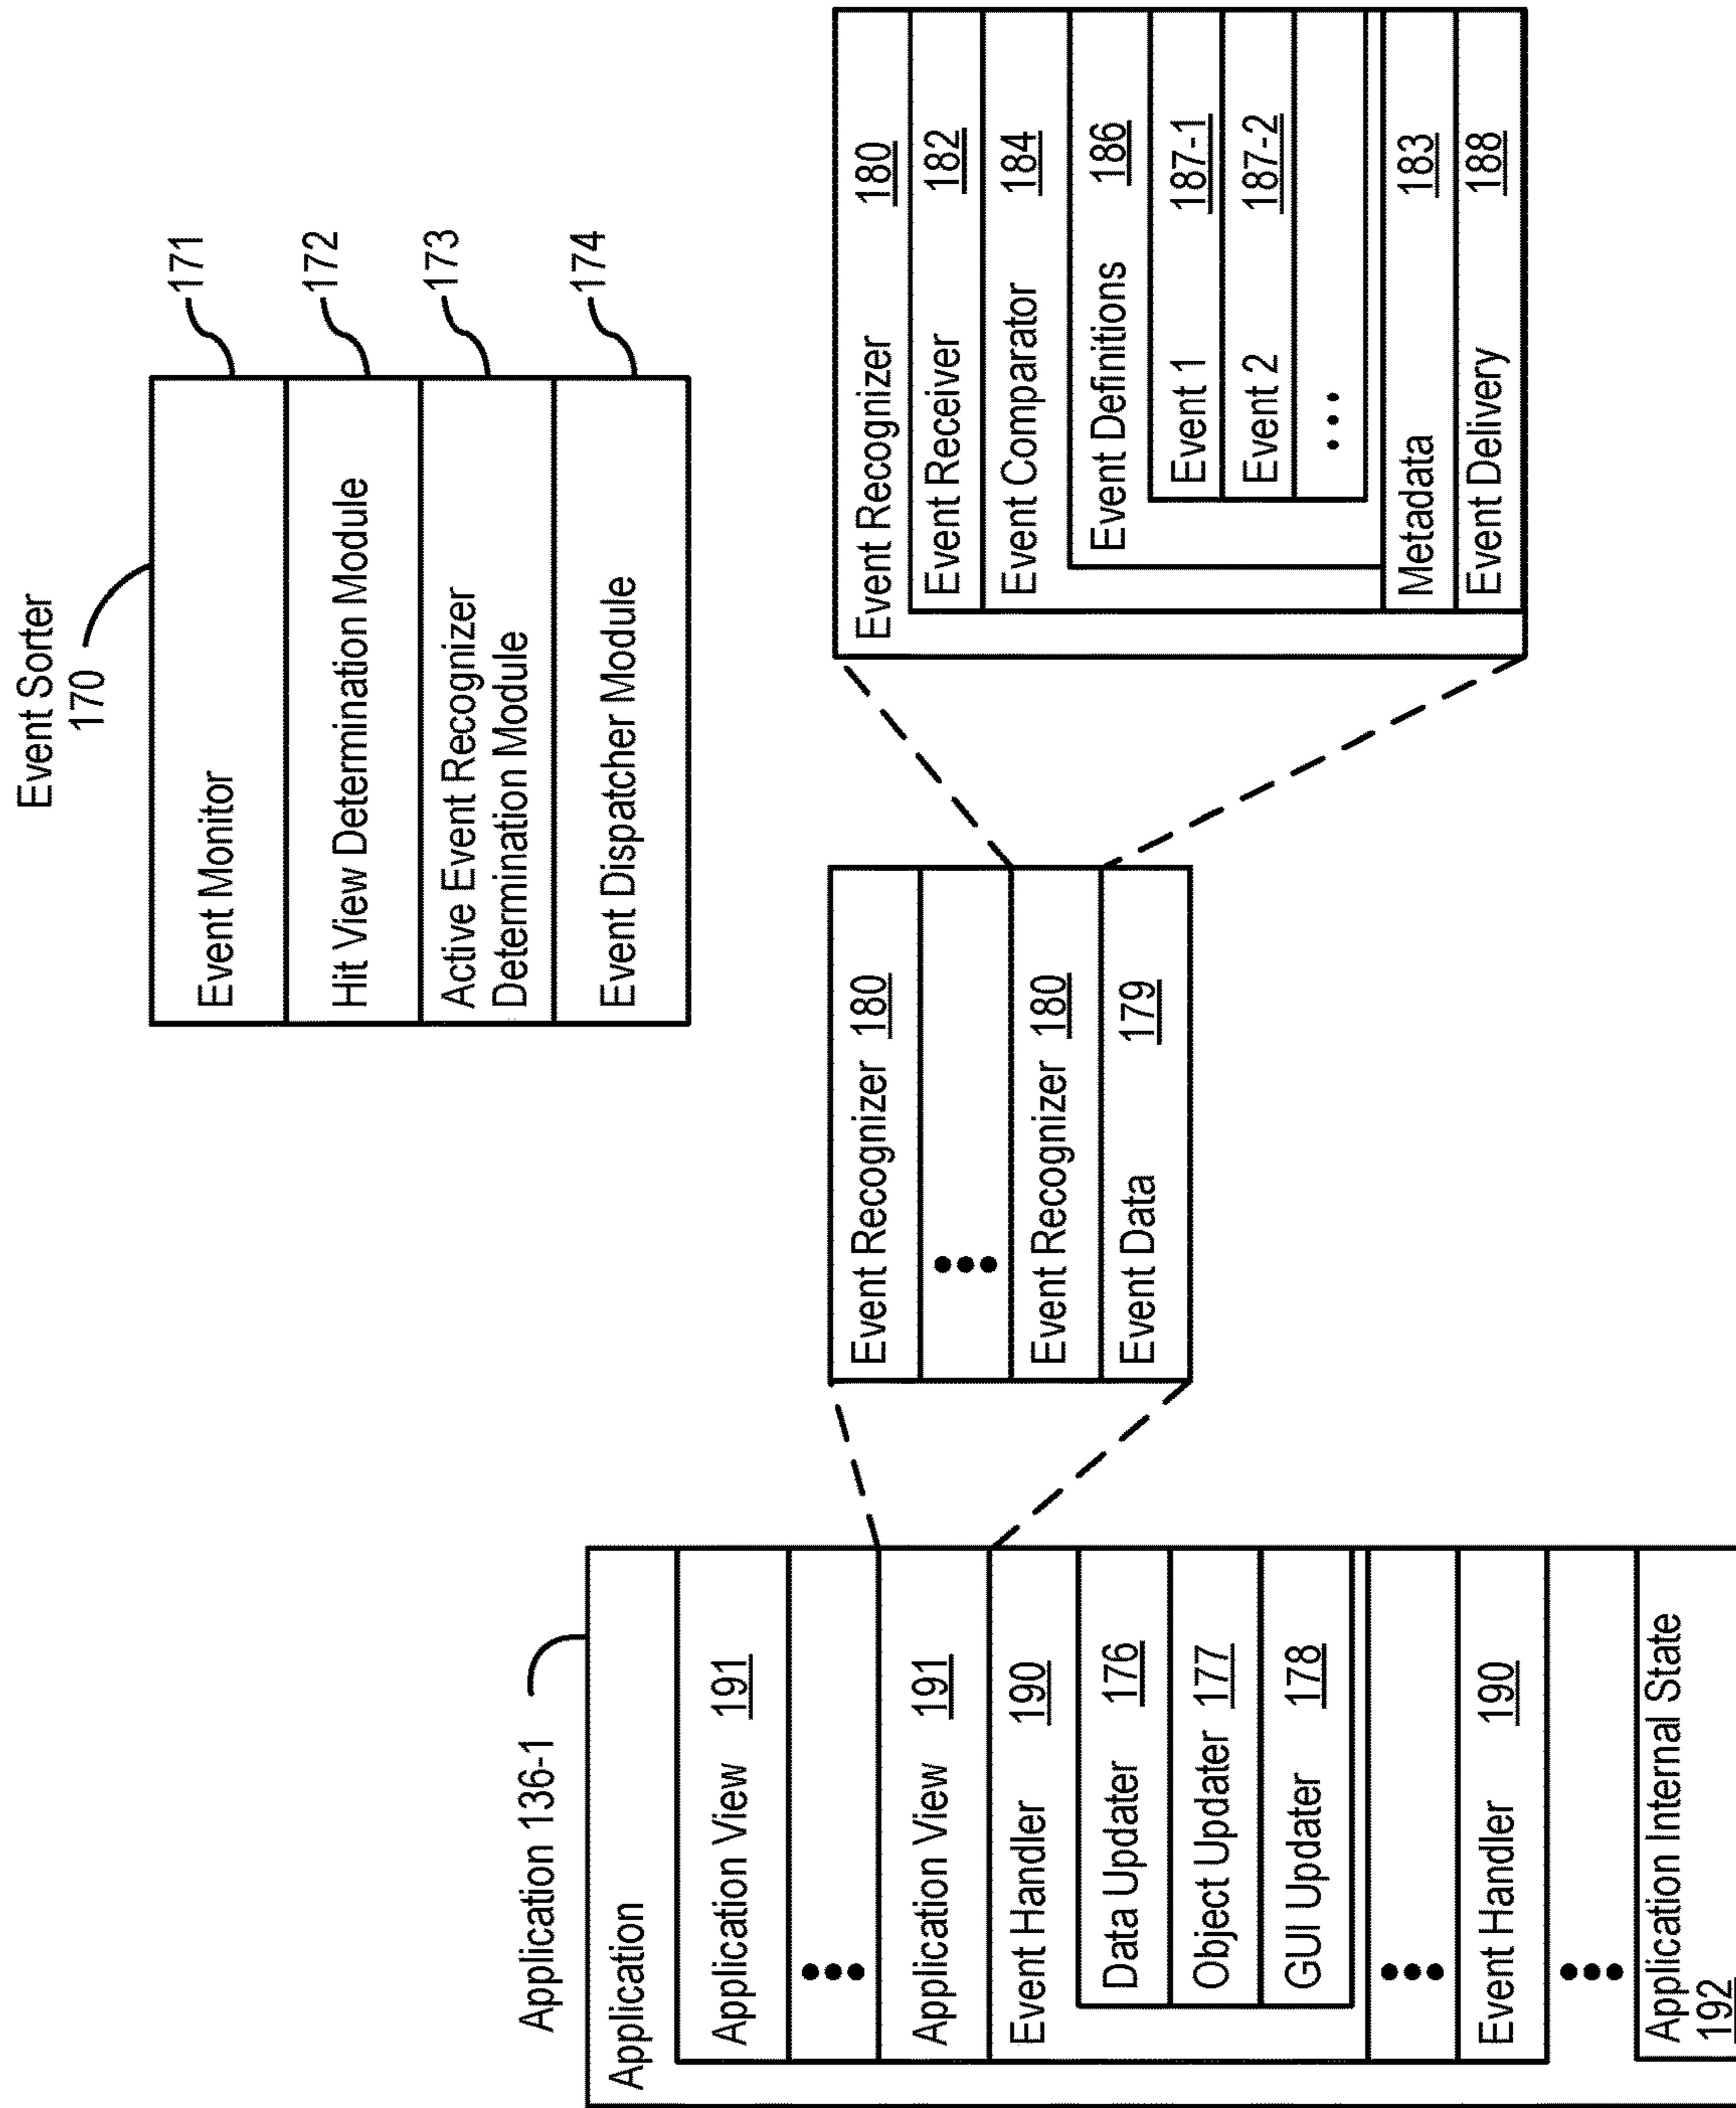 Event Sorter
170
Event Monitor
171
Hit View Determination Module
172
Active Event Recognizer
Determination Module
173
Event Dispatcher Module
174
Application 136-1
Application
Application View 191
•••
Application View 191
Event Handler 190
Data Updater 176
Object Updater 177
GUI Updater 178
•••
Event Handler 190
•••
Application Internal State
192
Event Recognizer 180
•••
Event Recognizer 180
Event Data 179
Event Recognizer 180
Event Receiver 182
Event Comparator 184
Event Definitions 186
Event 1 187-1
Event 2 187-2
•••
Metadata 183
Event Delivery 188